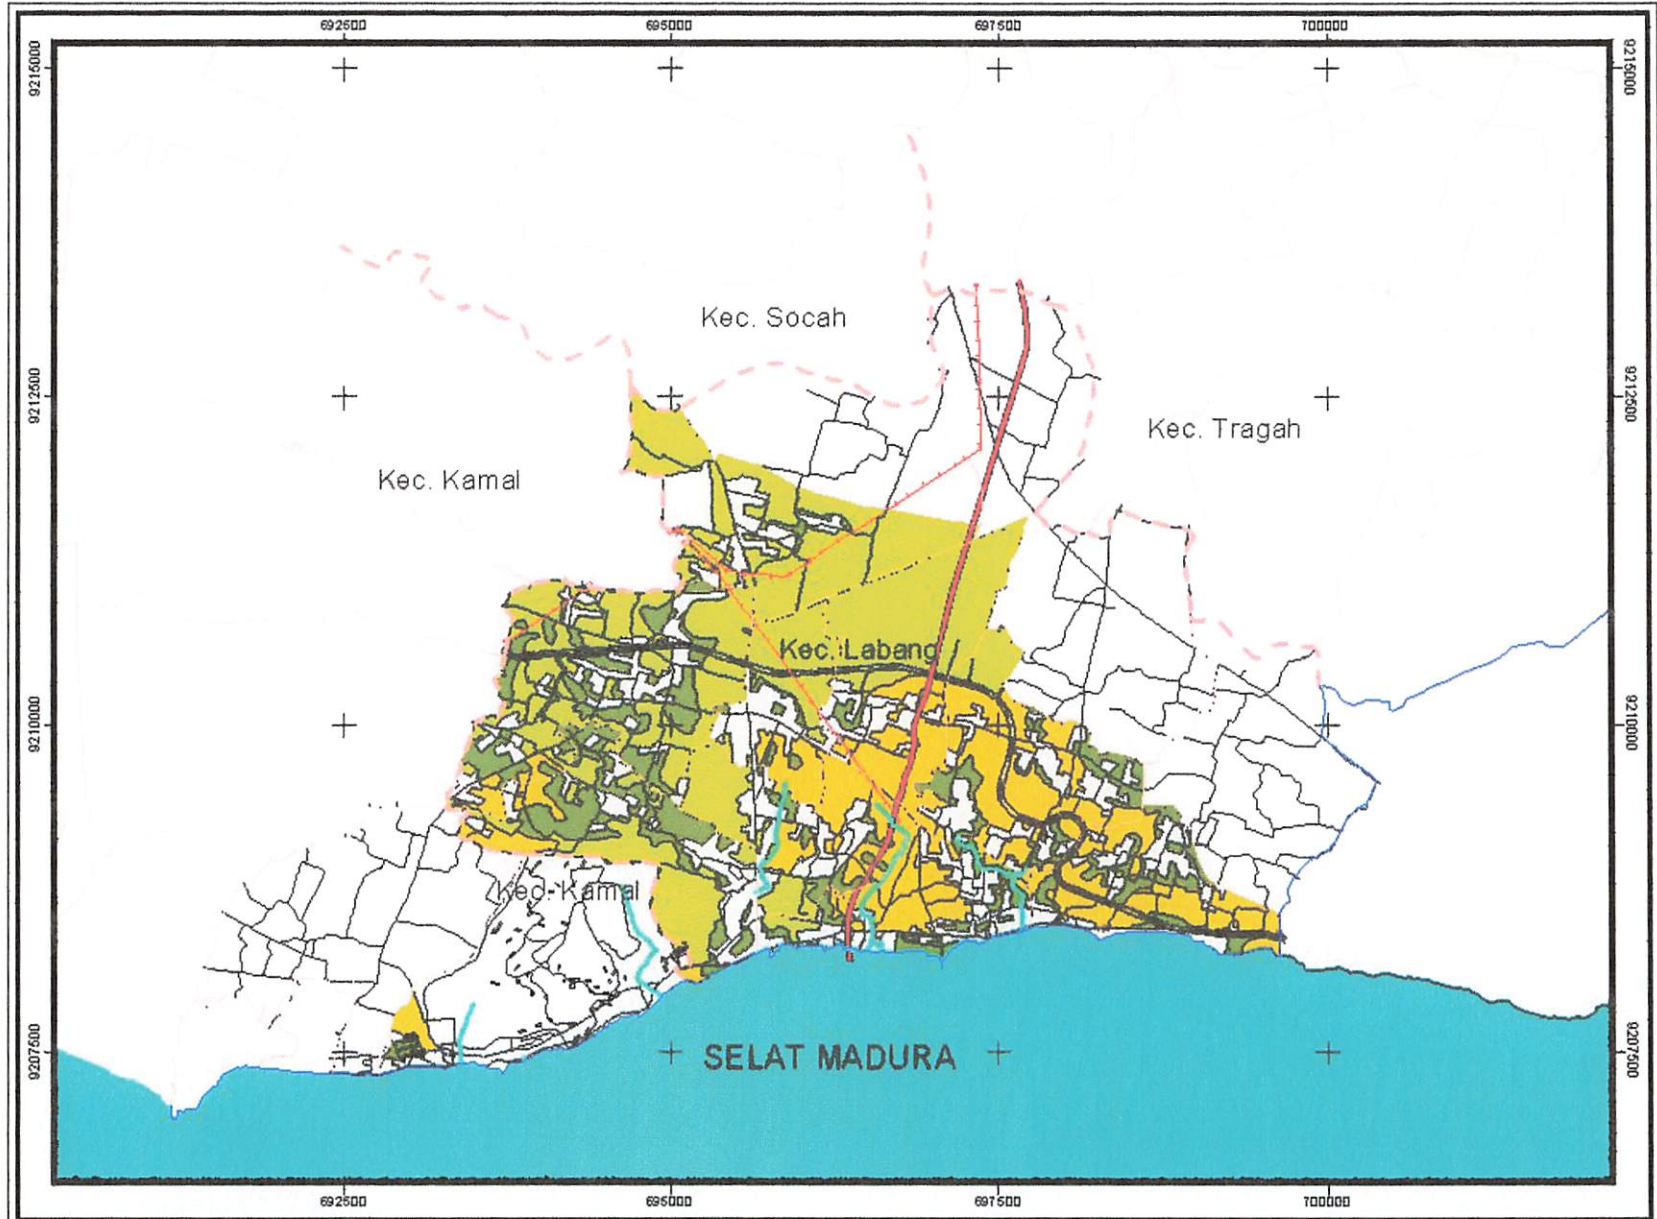 692500 695000 697500 700000
9215000 9215000
Kec. Socah
9212500 9212500
Kec. Tragah
Kec. Kamal
Kec. Labang
9210000 9210000
Kec. Kamal
9207500 9207500
SELAT MADURA
692500 695000 697500 700000